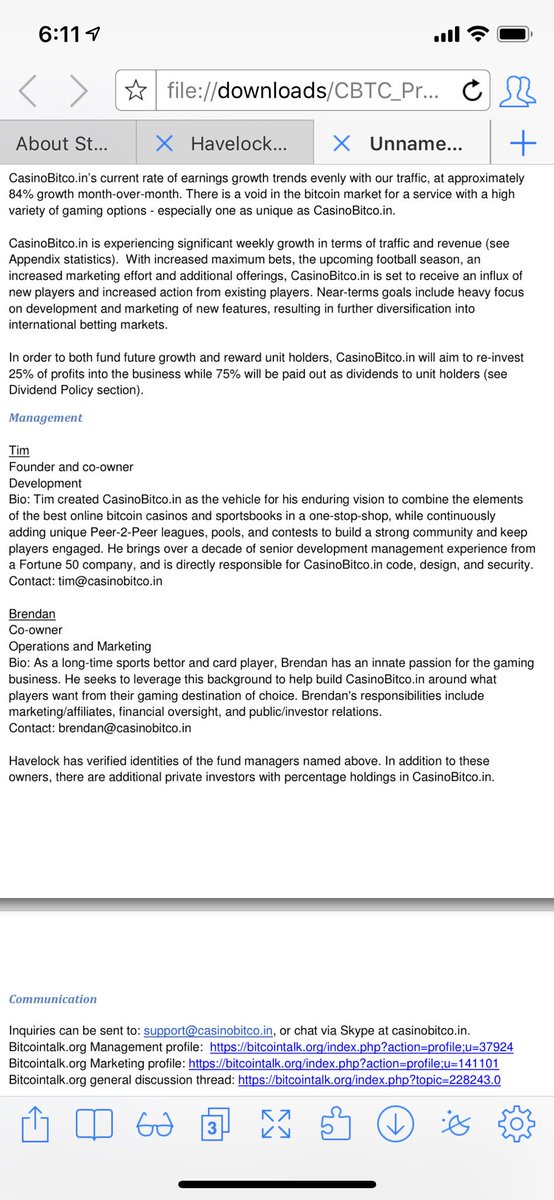 6:11
file://downloads/CBTC_Pr...
About St...
Havelock...
Unname...
CasinoBitco.in's current rate of earnings growth trends evenly with our traffic, at approximately
84% growth month-over-month. There is a void in the bitcoin market for a service with a high
variety of gaming options - especially one as unique as CasinoBitco.in.
CasinoBitco.in is experiencing significant weekly growth in terms of traffic and revenue (see
Appendix statistics). With increased maximum bets, the upcoming football season, an
increased marketing effort and additional offerings, CasinoBitco.in is set to receive an influx of
new players and increased action from existing players. Near-terms goals include heavy focus
on development and marketing of new features, resulting in further diversification into
international betting markets.
In order to both fund future growth and reward unit holders, CasinoBitco.in will aim to re-invest
25% of profits into the business while 75% will be paid out as dividends to unit holders (see
Dividend Policy section).
Management
Tim
Founder and co-owner
Development
Bio: Tim created CasinoBitco.in as the vehicle for his enduring vision to combine the elements
of the best online bitcoin casinos and sportsbooks in a one-stop-shop, while continuously
adding unique Peer-2-Peer leagues, pools, and contests to build a strong community and keep
players engaged. He brings over a decade of senior development management experience from
a Fortune 50 company, and is directly responsible for CasinoBitco.in code, design, and security.
Contact: tim@casinobitco.in
Brendan
Co-owner
Operations and Marketing
Bio: As a long-time sports bettor and card player, Brendan has an innate passion for the gaming
business. He seeks to leverage this background to help build CasinoBitco.in around what
players want from their gaming destination of choice. Brendan's responsibilities include
marketing/affiliates, financial oversight, and public/investor relations.
Contact: brendan@casinobitco.in
Havelock has verified identities of the fund managers named above. In addition to these
owners, there are additional private investors with percentage holdings in CasinoBitco.in.
Communication
Inquiries can be sent to: support@casinobitco.in, or chat via Skype at casinobitco.in.
Bitcointalk.org Management profile: https://bitcointalk.org/index.php?action=profile;u=37924
Bitcointalk.org Marketing profile: https://bitcointalk.org/index.php?action=profile;u=141101
Bitcointalk.org general discussion thread: https://bitcointalk.org/index.php?topic=228243.0
3